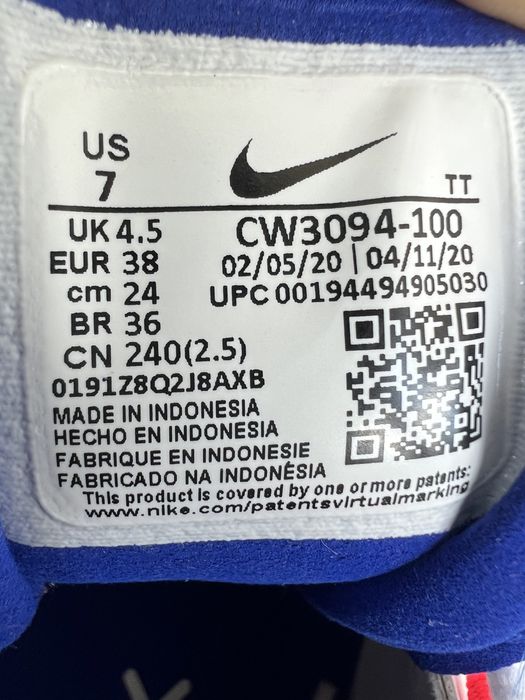 US
7
TT
UK 4.5
CW3094-100
EUR 38
02/05/20 | 04/11/20
cm 24
UPC 00194494905030
BR 36
CN 240(2.5)
0191Z8Q2J8AXB
MADE IN INDONESIA
HECHO EN INDONESIA
FABRIQUE EN INDONESIE
FABRICADO NA INDONÉSIA
This product is covered by one or more patents:
www.nike.com/patentsvirtualmarking